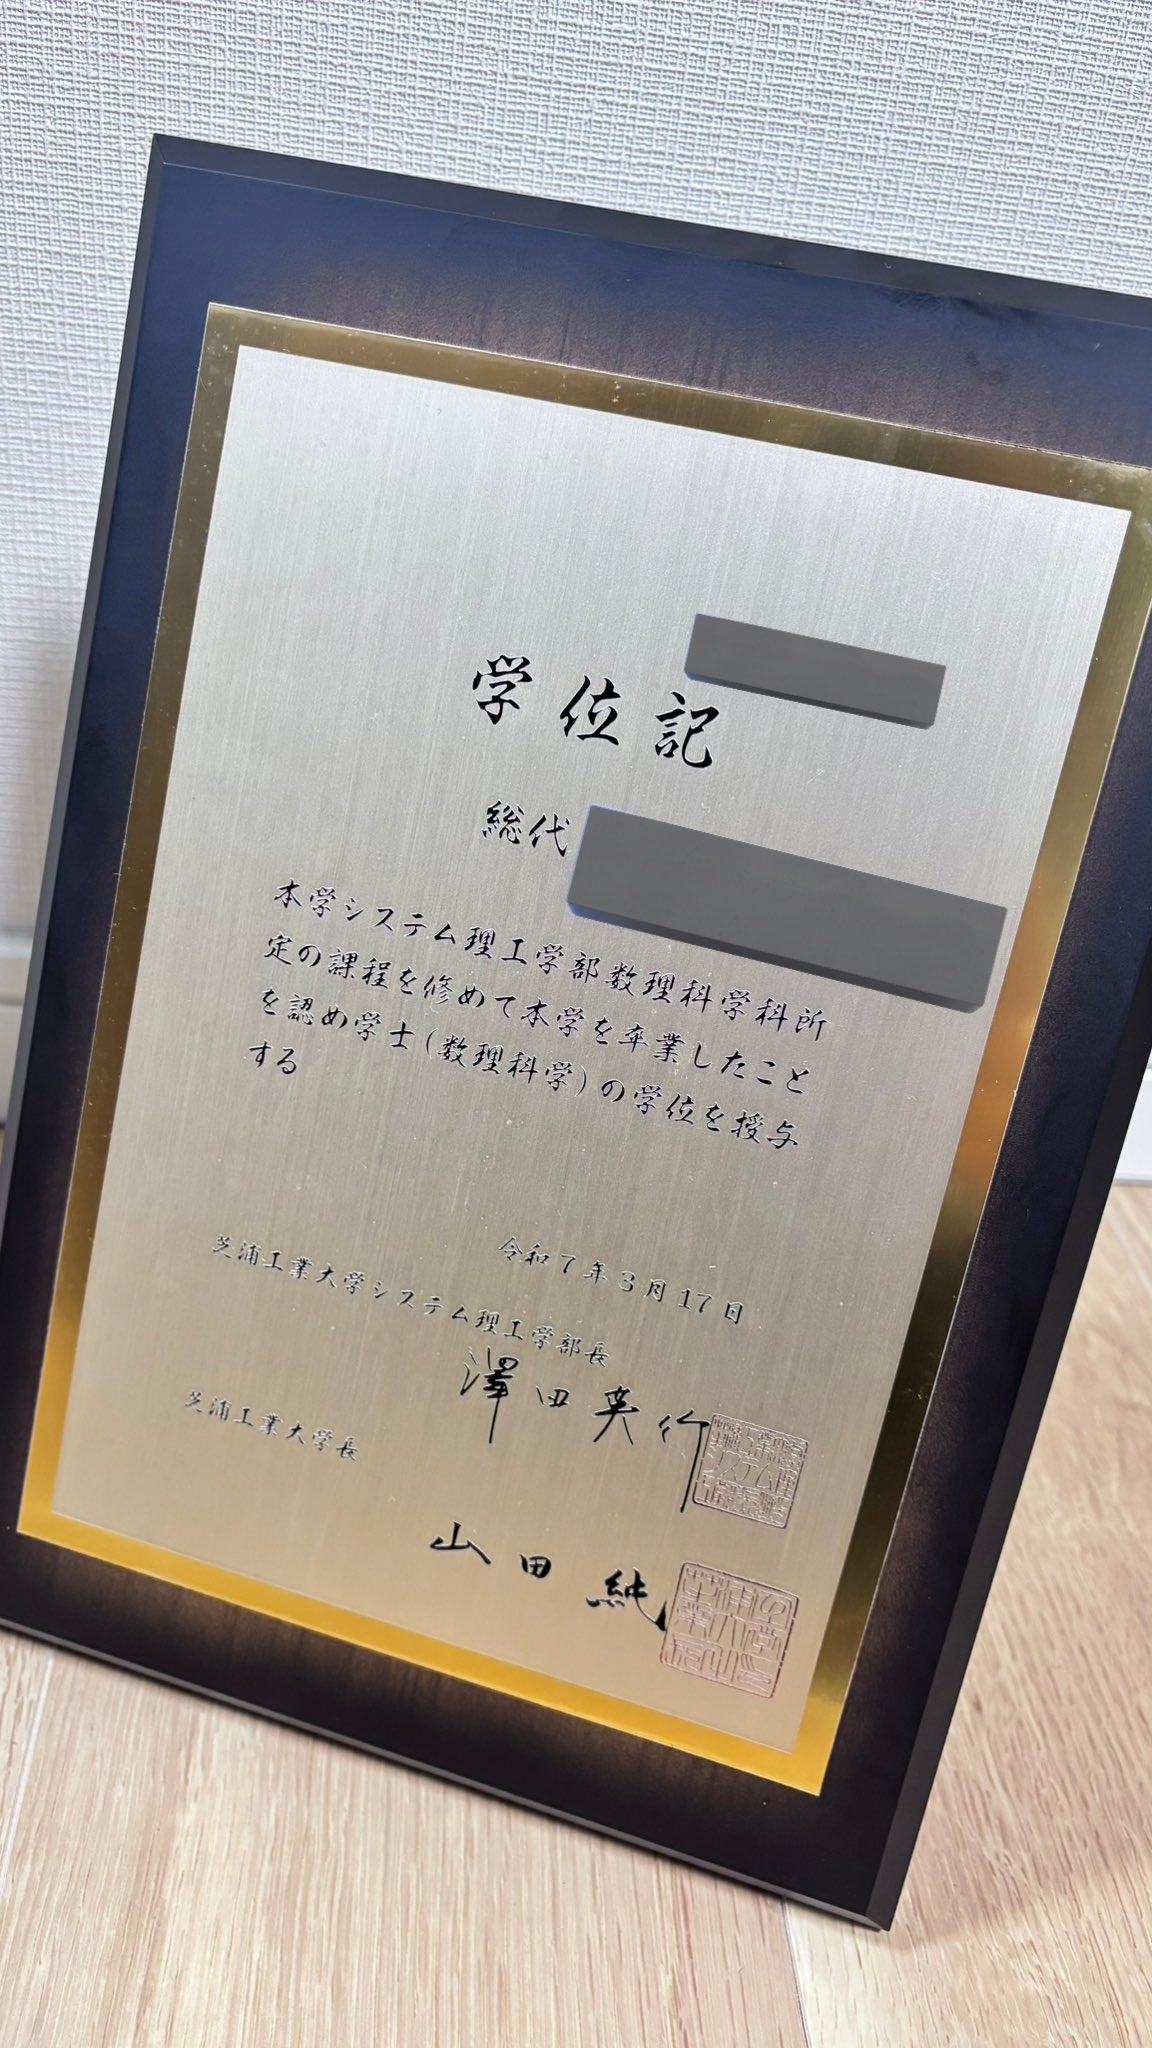 学位記
総代
本学システム理工学部数理科学科所
定の課程を修めて本学を卒業したこと
を認め学士(数理科学)の学位を授与
する
令和7年3月17日
芝浦工業大学システム理工学部長
澤田英行
芝浦工業大学長
山田純